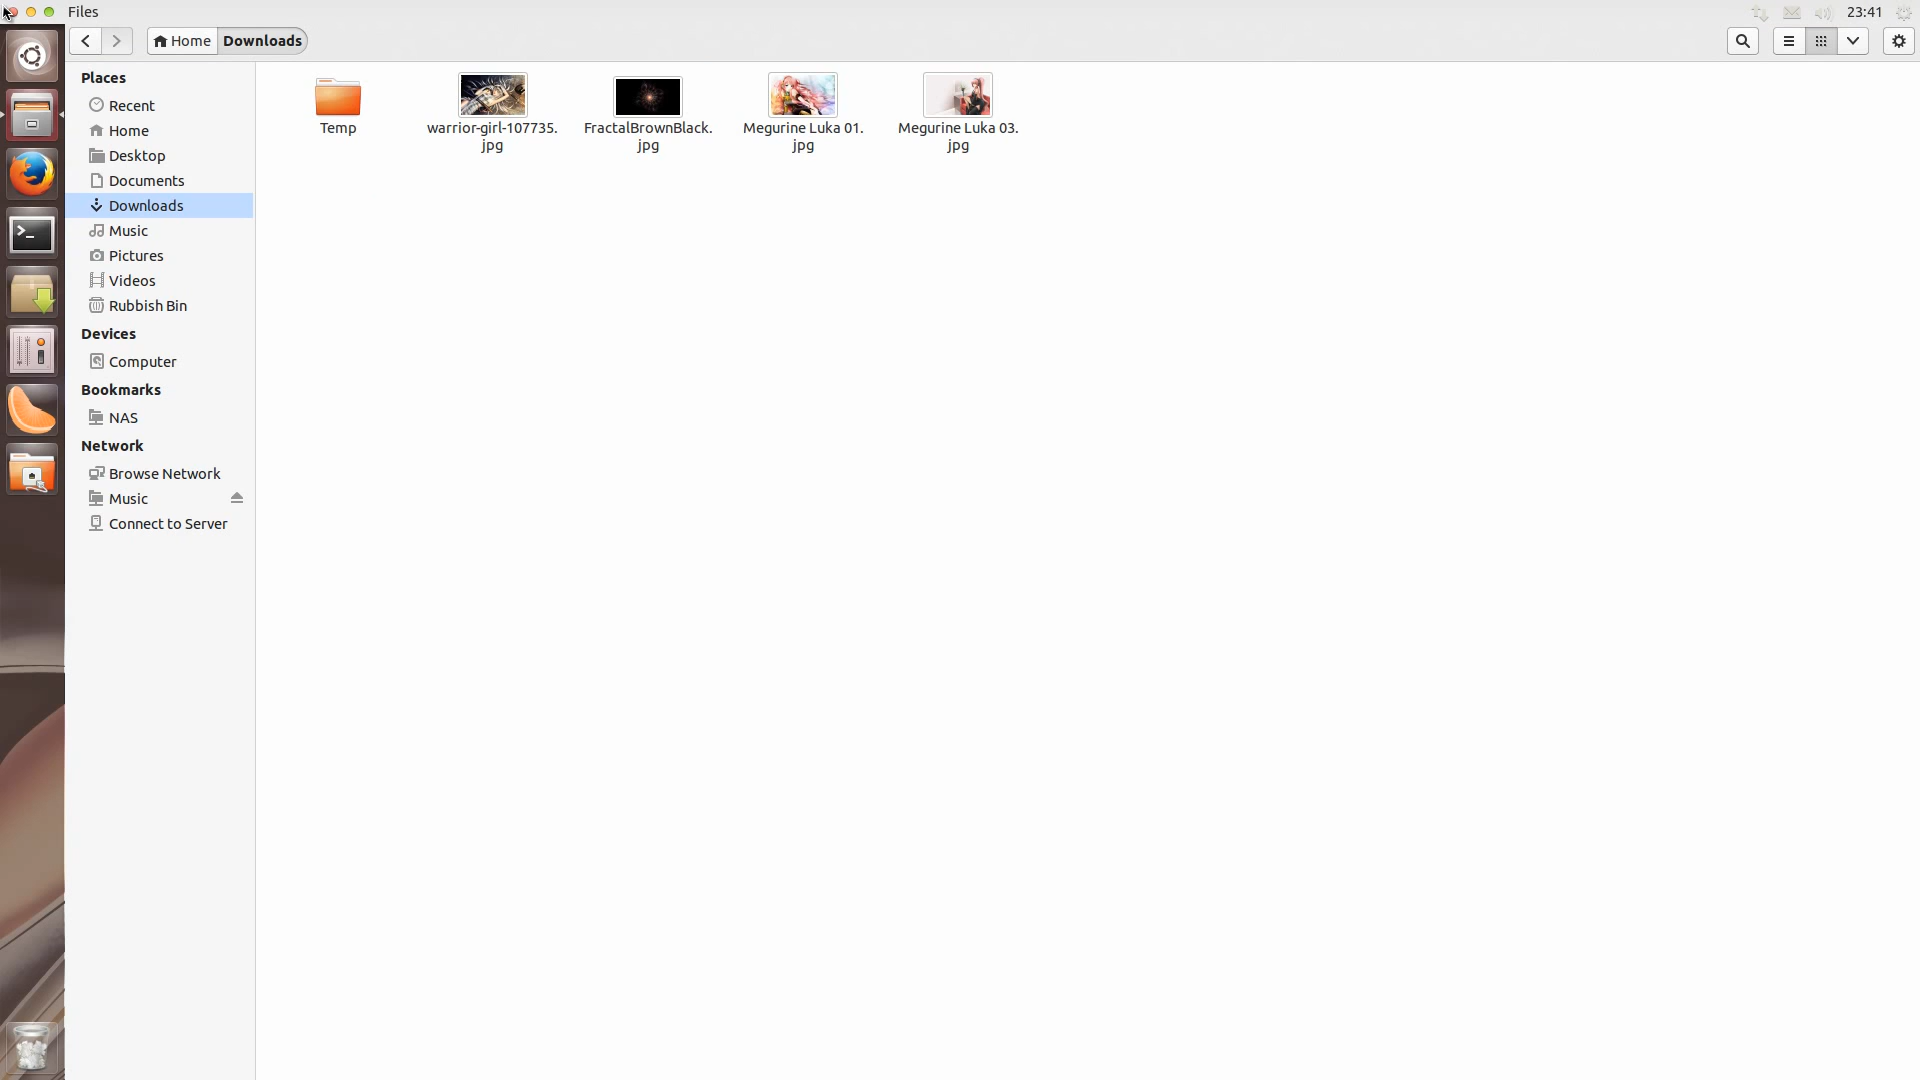 Files
23:41
Home
Downloads
Places
Recent
Home
Desktop
Documents
Downloads
Music
Pictures
Videos
Rubbish Bin
Devices
Computer
Bookmarks
NAS
Network
Browse Network
Music
Connect to Server
Temp
warrior-girl-107735.
jpg
FractalBrownBlack.
jpg
Megurine Luka 01.
jpg
Megurine Luka 03.
jpg